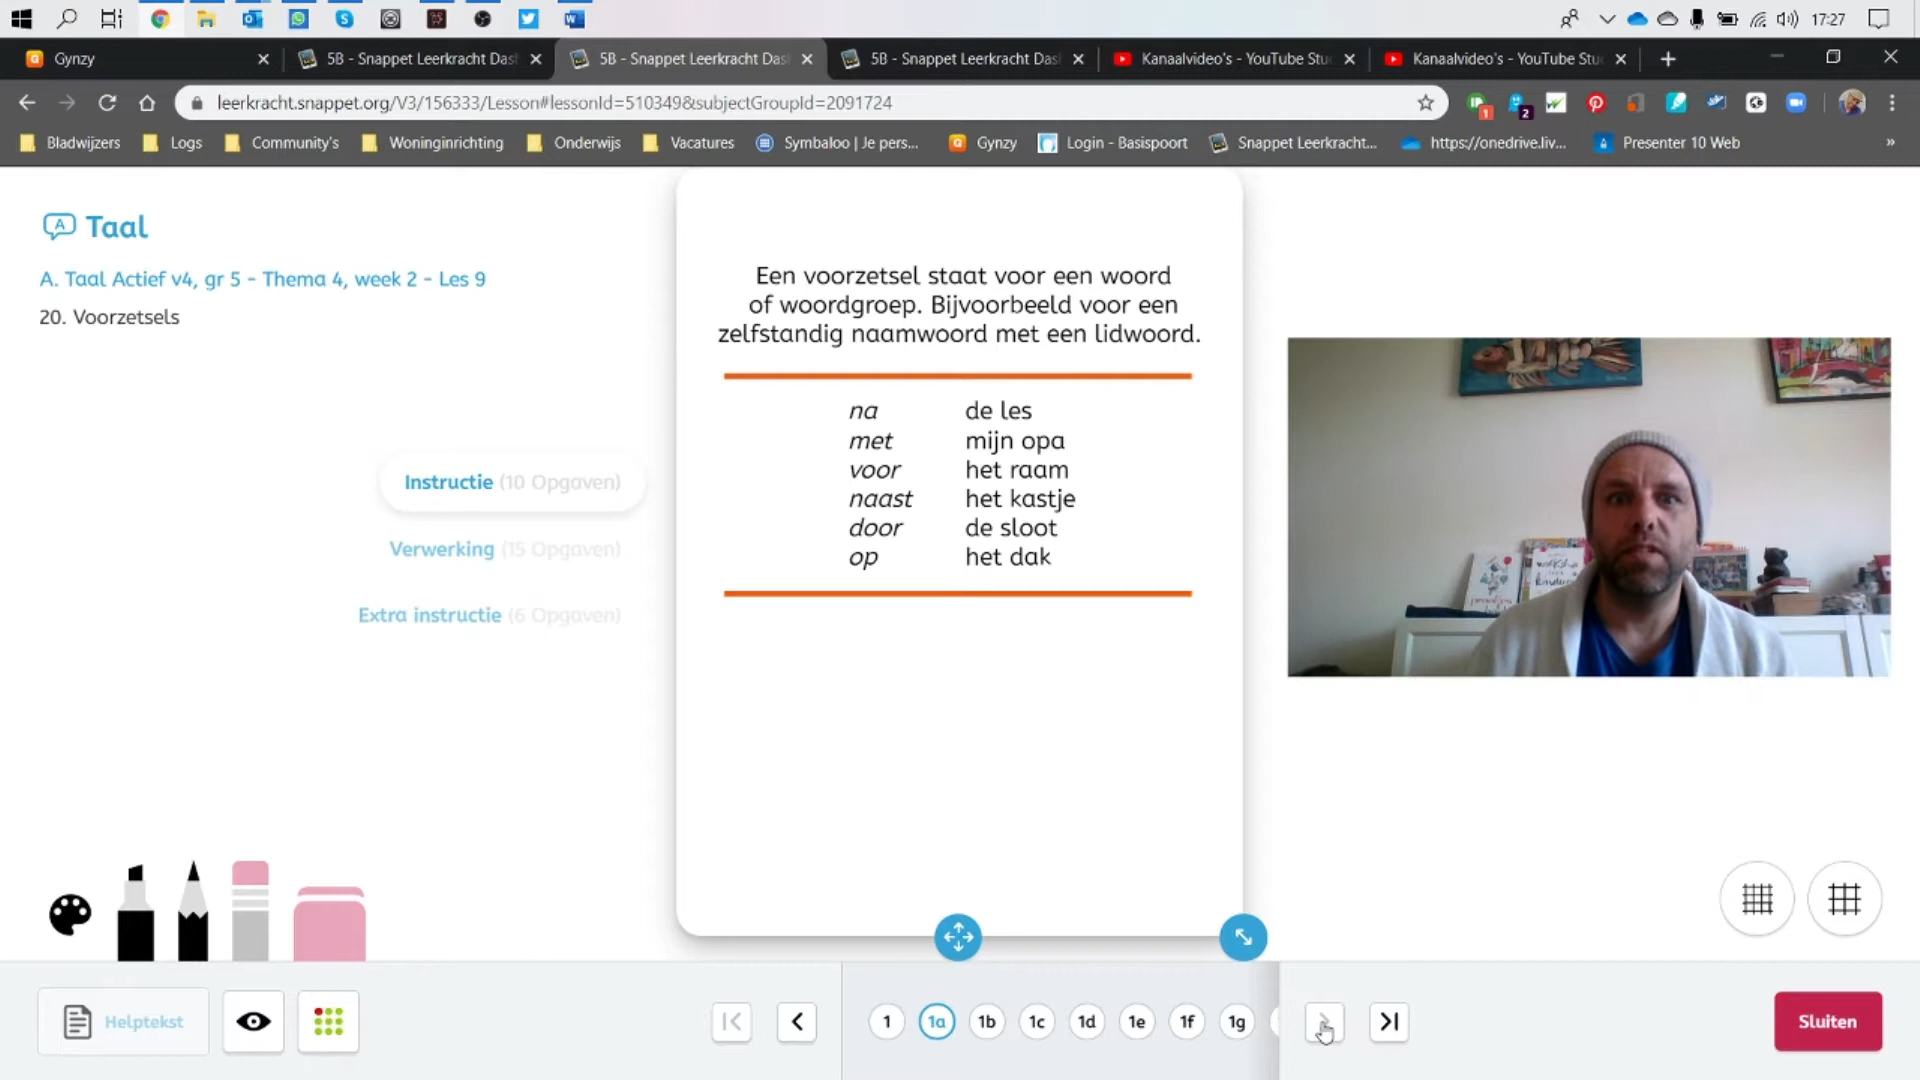 17:27
Gynzy
5B - Snappet Leerkracht Das
5B - Snappet Leerkracht Das
5B - Snappet Leerkracht Das
Kanaalvideo's - YouTube Stu
Kanaalvideo's - YouTube Stu
leerkracht.snappet.org/V3/156333/Lesson#lessonId=510349&subjectGroupId=2091724
1
2
Bladwijzers
Logs
Community's
Woninginrichting
Onderwijs
Vacatures
Symbaloo | Je pers...
Gynzy
Login - Basispoort
Snappet Leerkracht...
https://onedrive.liv...
Presenter 10 Web
»
A
Taal
A. Taal Actief v4, gr 5 - Thema 4, week 2 - Les 9
20. Voorzetsels
Instructie (10 Opgaven)
Verwerking (15 Opgaven)
Extra instructie (6 Opgaven)
Een voorzetsel staat voor een woord
of woordgroep. Bijvoorbeeld voor een
zelfstandig naamwoord met een lidwoord.
na de les
met mijn opa
voor het raam
naast het kastje
door de sloot
op het dak
Helptekst
1
1a
1b
1c
1d
1e
1f
1g
Sluiten